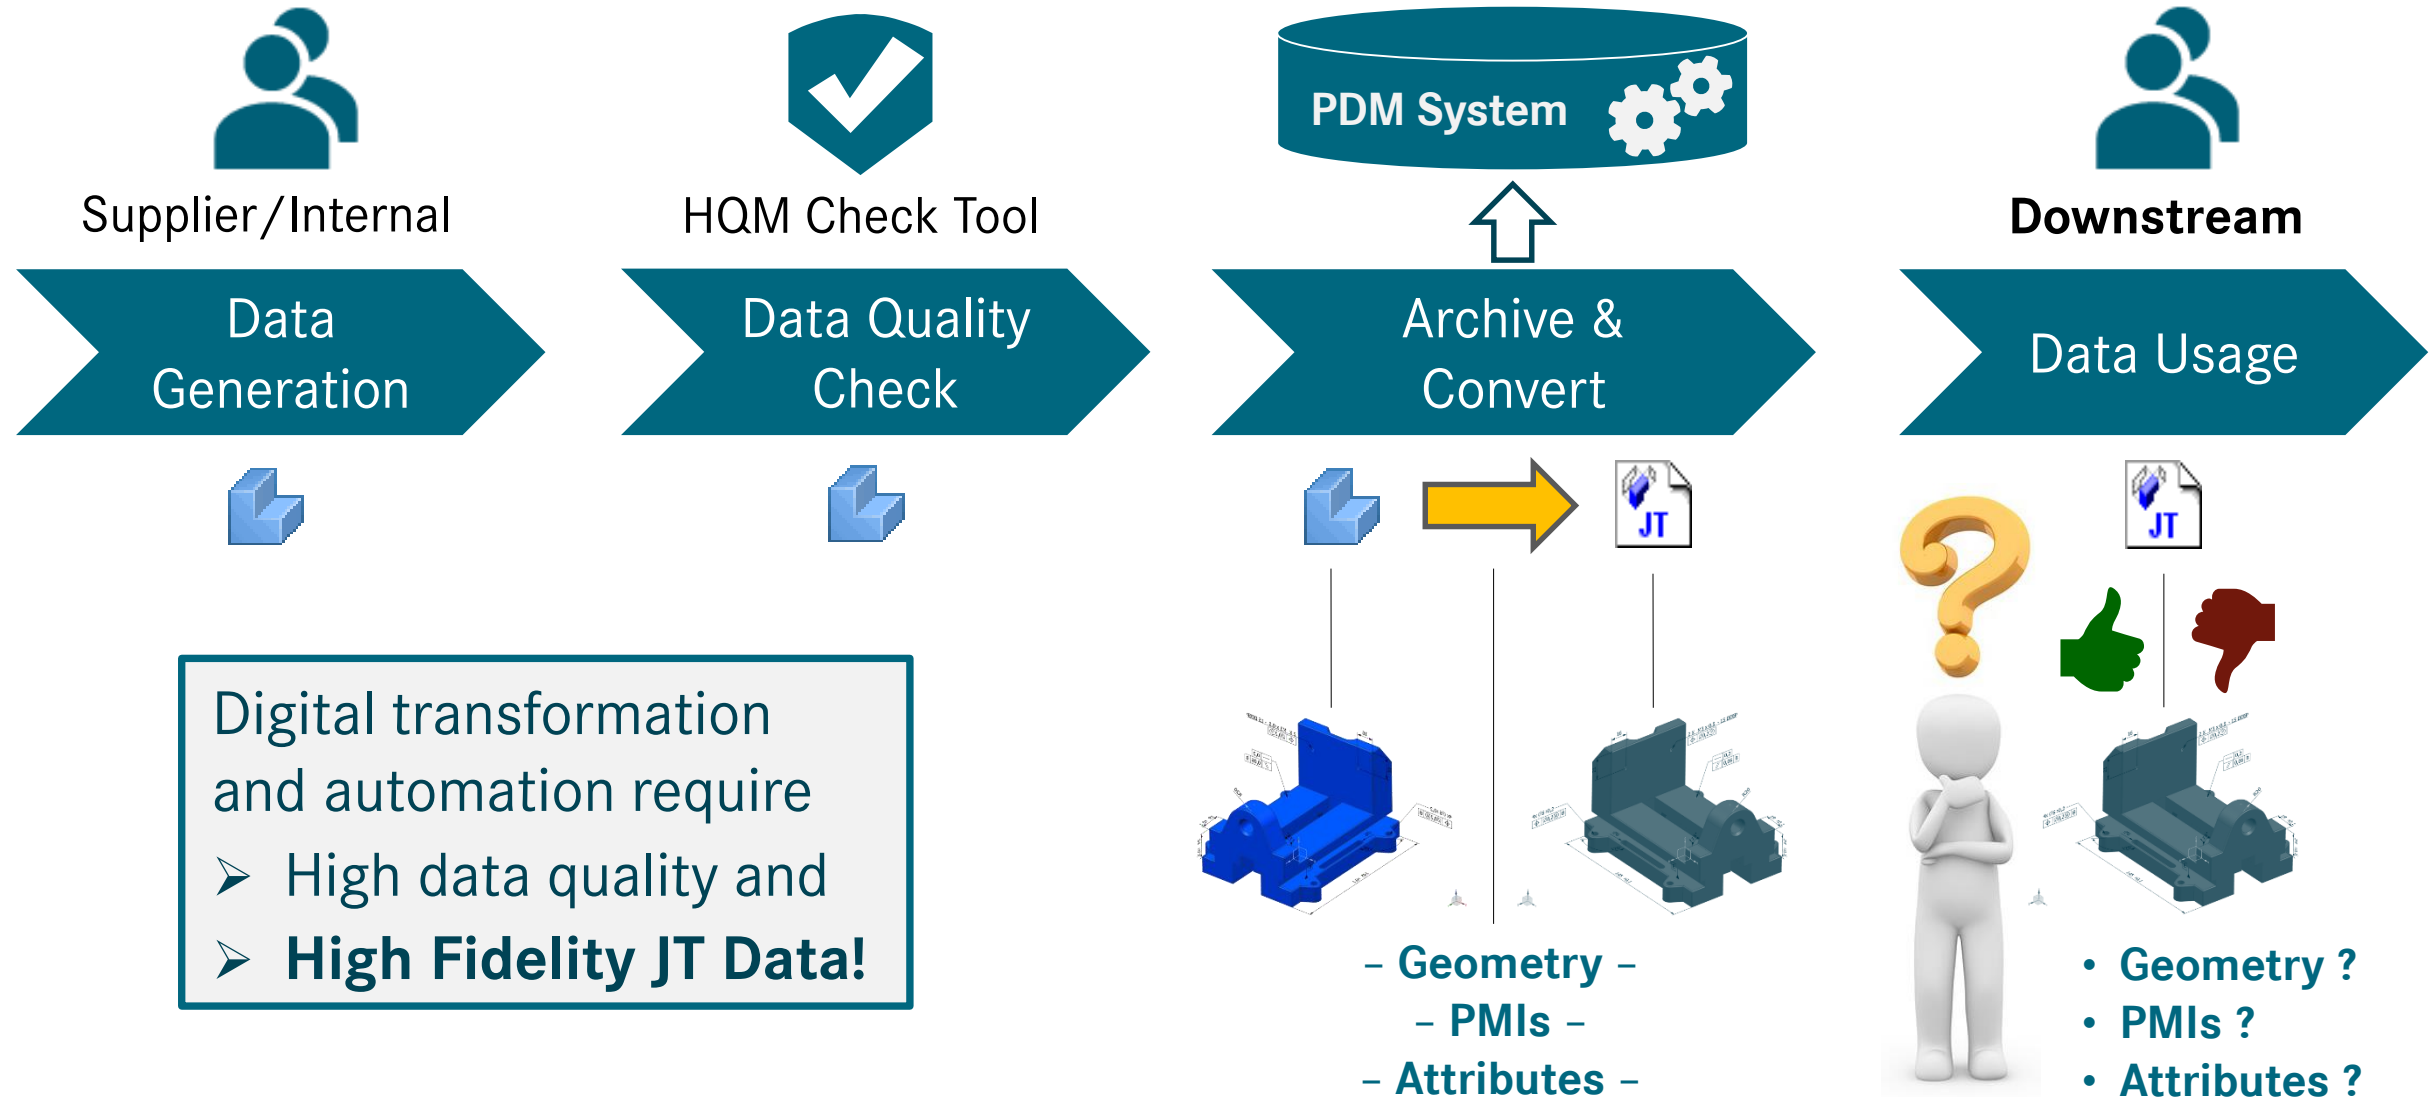 Supplier/Internal
HQM Check Tool
PDM System
Downstream
Data
Generation
Data Quality
Check
Archive &
Convert
Data Usage
JT
JT
Digital transformation
and automation require
➢ High data quality and
➢ High Fidelity JT Data!
– Geometry –
– PMIs –
– Attributes –
• Geometry ?
• PMIs ?
• Attributes ?